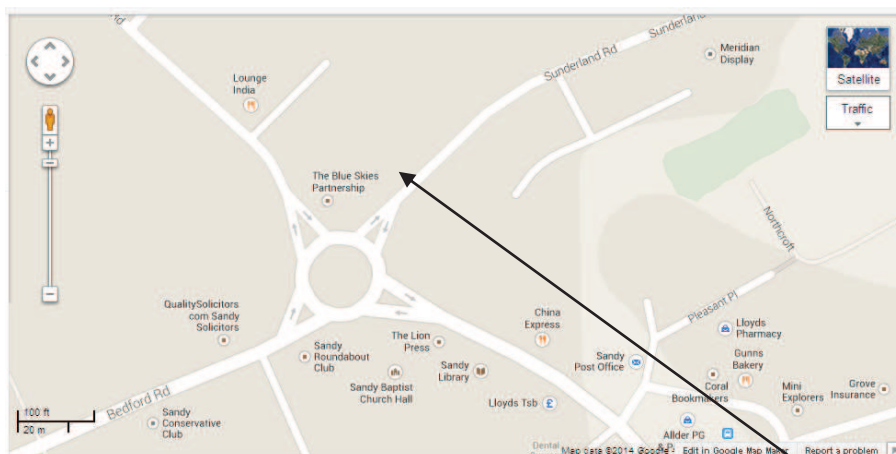 Rd
Sunderland
Sunderland Rd
Meridian
Display
Satellite
Traffic
Lounge
India
The Blue Skies
Partnership
Northcroft
QualitySolicitors
com Sandy
Solicitors
China
Express
Pleasant Pl
Lloyds
Pharmacy
The Lion
Press
Sandy
Roundabout
Club
Sandy
Library
Sandy Baptist
Church Hall
Sandy
Post Office
Gunns
Bakery
Coral
Bookmakers
Mini
Explorers
Grove
Insurance
Bedford Rd
Lloyds Tsb
£
Sandy
Conservative
Club
Allder PG
& P
Dental
100 ft
20 m
Map data ©2014 Google
Edit in Google Map Maker
Report a problem